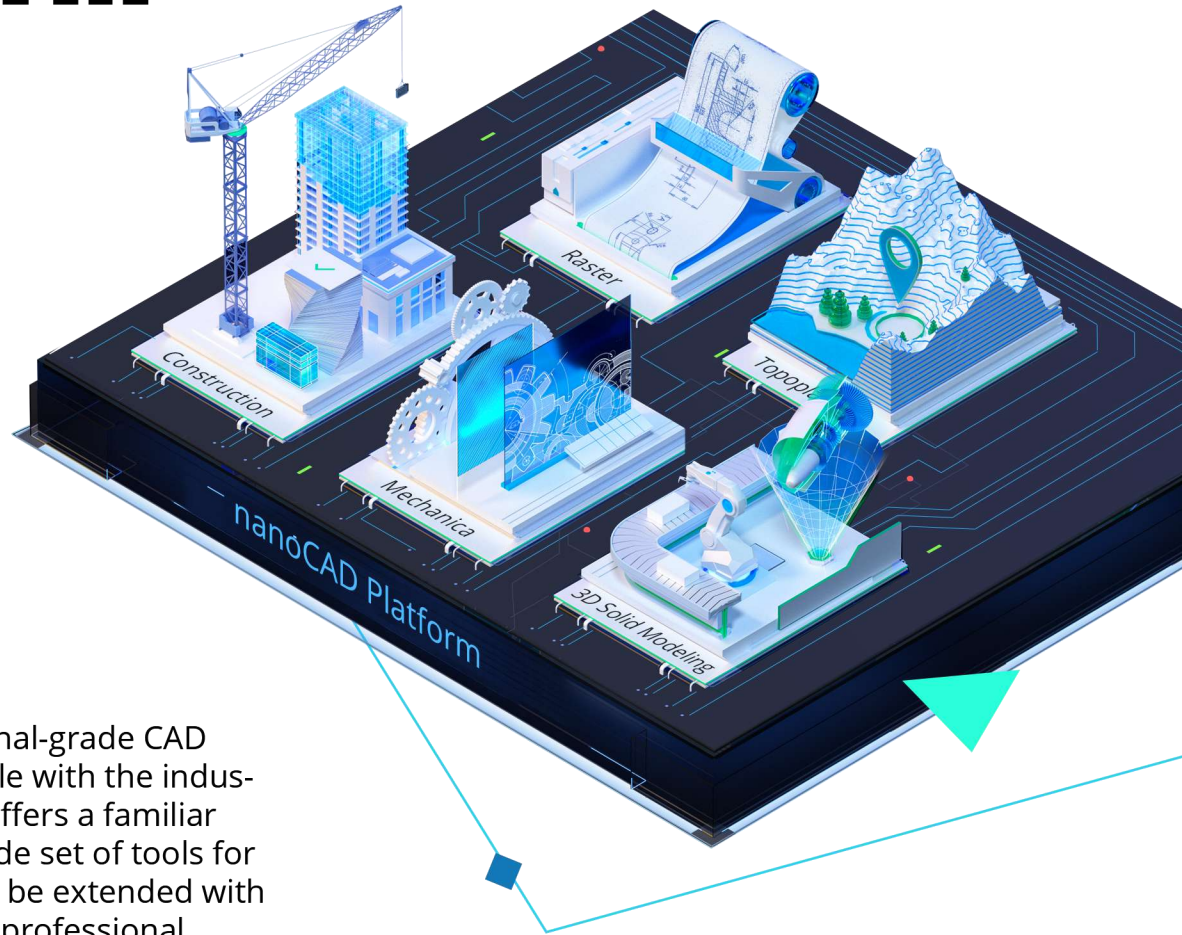 Raster
Construction
Mechanica
3D Solid Modeling
nanoCAD Platform
nal-grade CAD
le with the indus-
ffers a familiar
de set of tools for
be extended with
professional